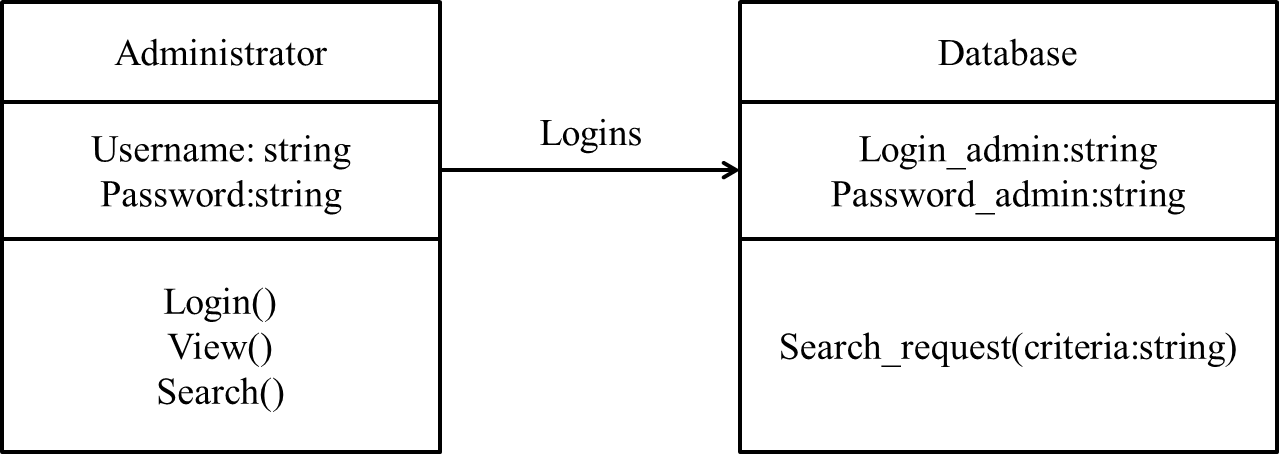 Administrator
Username: string
Password:string
Login()
View()
Search()
Logins
Database
Login_admin:string
Password_admin:string
Search_request(criteria:string)